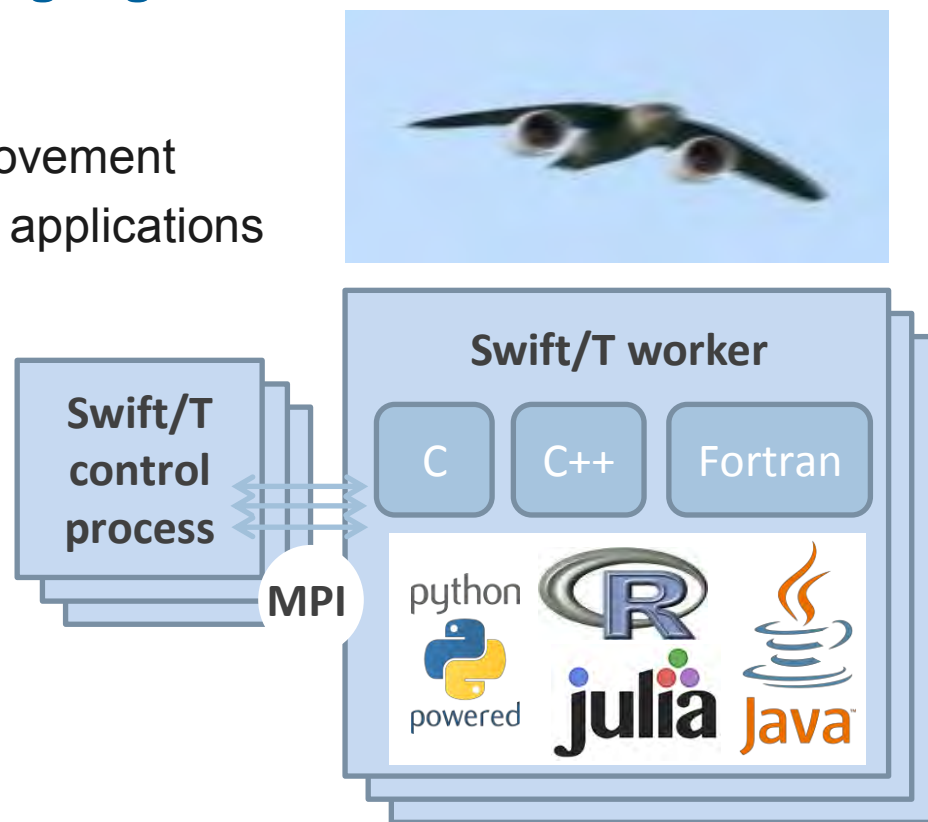 ovement
applications
Swift/T worker
Swift/T
control
process
C
C++
Fortran
MPI
python
powered
R
julia
Java